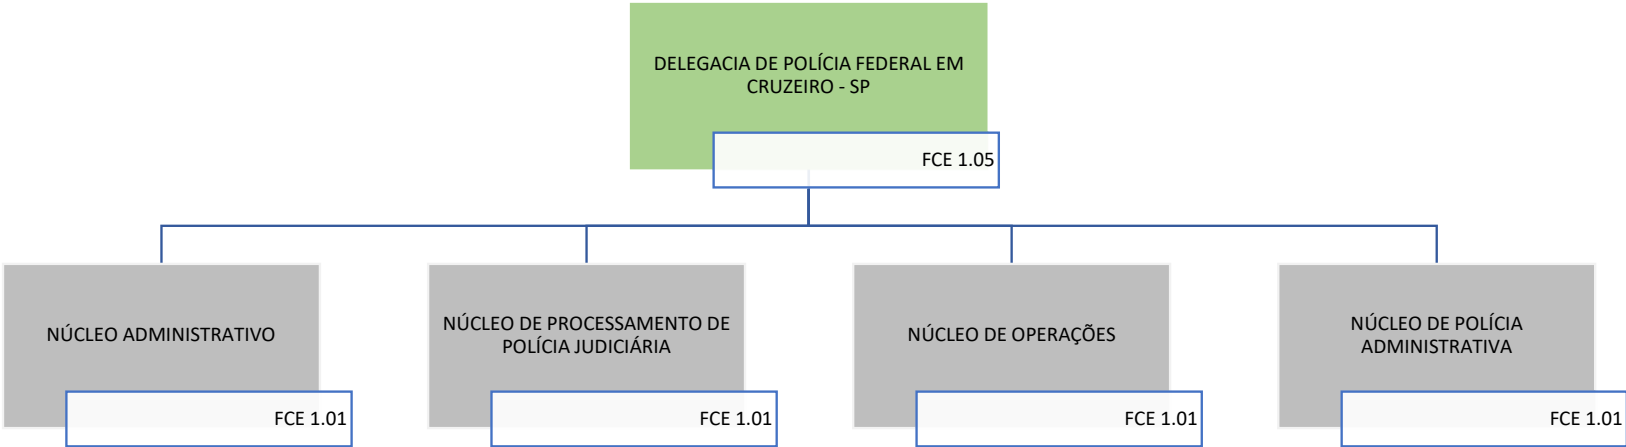 DELEGACIA DE POLÍCIA FEDERAL EM
CRUZEIRO - SP
FCE 1.05
NÚCLEO ADMINISTRATIVO
FCE 1.01
NÚCLEO DE PROCESSAMENTO DE
POLÍCIA JUDICIÁRIA
FCE 1.01
NÚCLEO DE OPERAÇÕES
FCE 1.01
NÚCLEO DE POLÍCIA
ADMINISTRATIVA
FCE 1.01